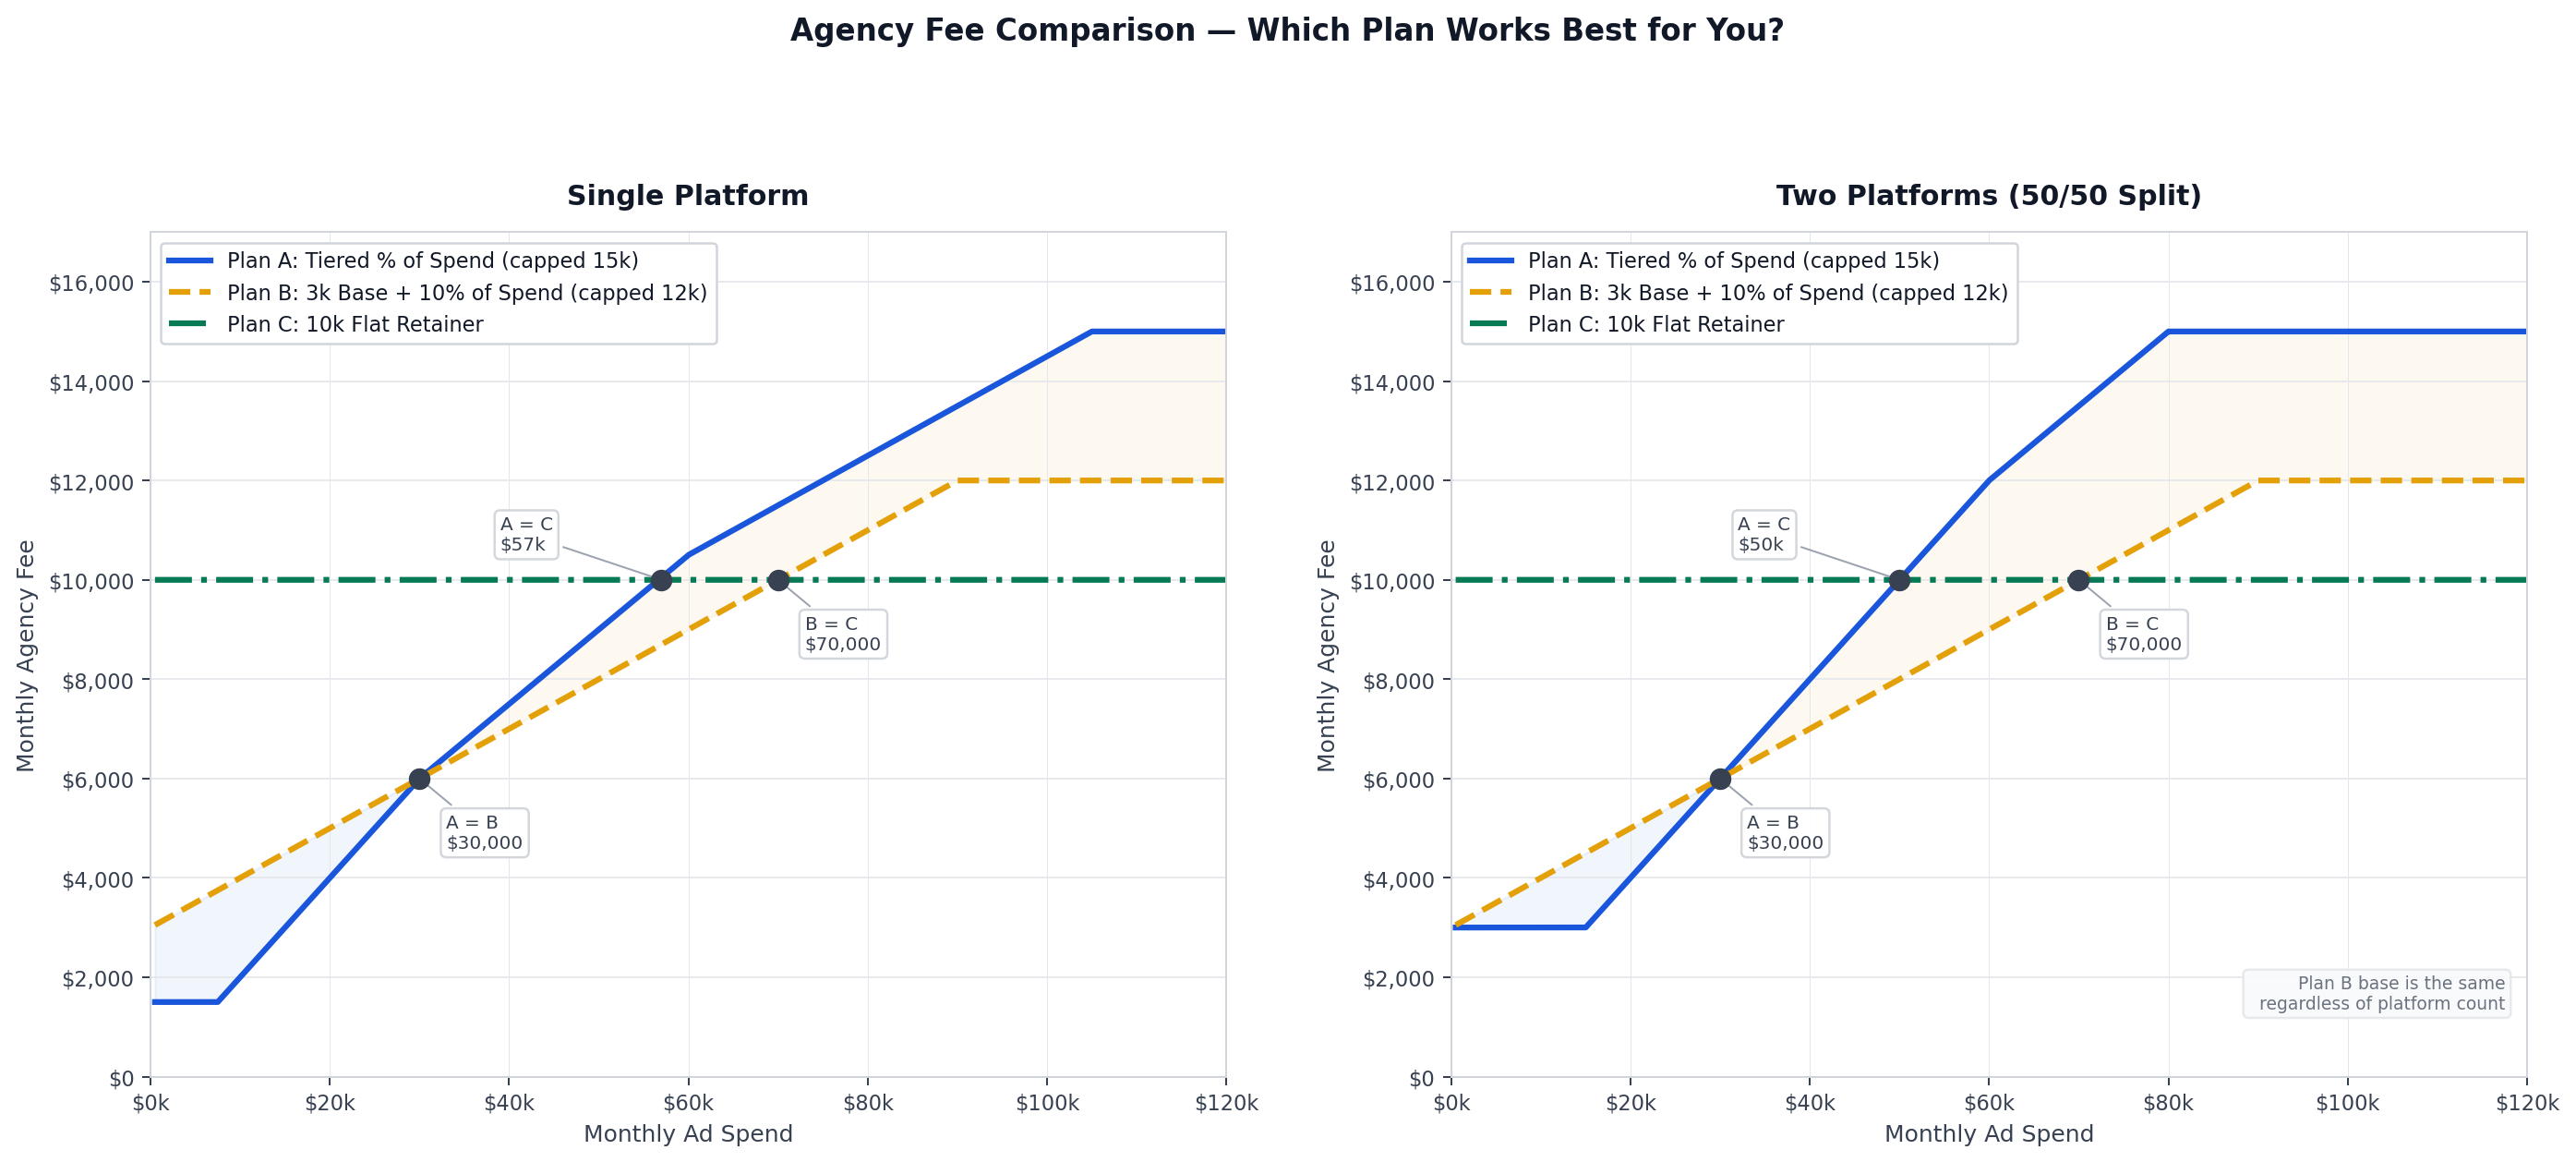 Agency Fee Comparison — Which Plan Works Best for You?
Single Platform
Plan A: Tiered % of Spend (capped 15k)
Plan B: 3k Base + 10% of Spend (capped 12k)
Plan C: 10k Flat Retainer
Monthly Agency Fee
$16,000
$14,000
$12,000
$10,000
$8,000
$6,000
$4,000
$2,000
$0
A = C
$57k
B = C
$70,000
A = B
$30,000
$0k
$20k
$40k
$60k
$80k
$100k
$120k
Monthly Ad Spend
Two Platforms (50/50 Split)
Plan A: Tiered % of Spend (capped 15k)
Plan B: 3k Base + 10% of Spend (capped 12k)
Plan C: 10k Flat Retainer
Monthly Agency Fee
$16,000
$14,000
$12,000
$10,000
$8,000
$6,000
$4,000
$2,000
$0
A = C
$50k
B = C
$70,000
A = B
$30,000
Plan B base is the same
regardless of platform count
$0k
$20k
$40k
$60k
$80k
$100k
$120k
Monthly Ad Spend